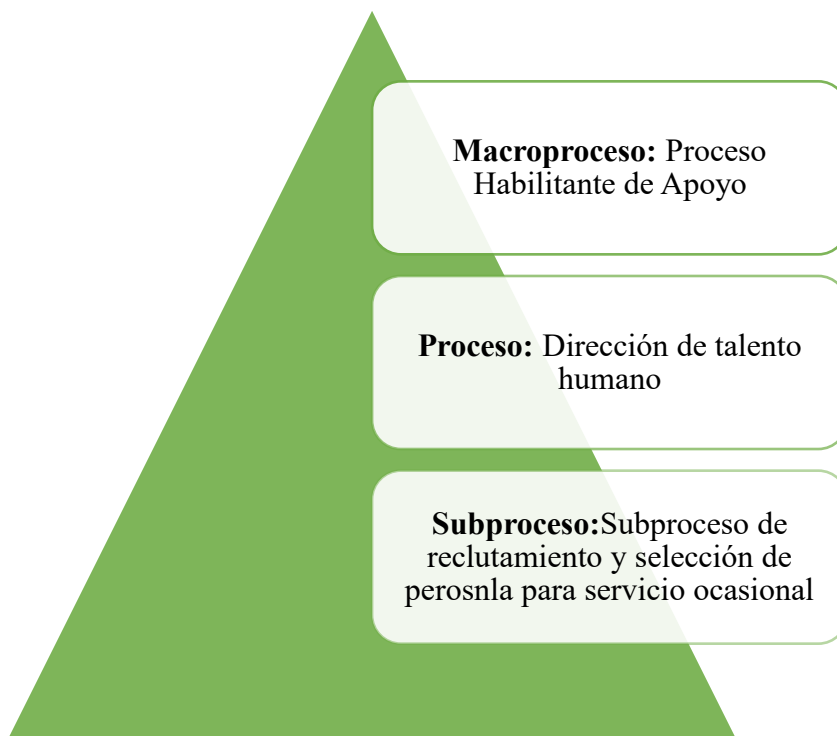 Macroproceso: Proceso
Habilitante de Apoyo
Proceso: Dirección de talento
humano
Subproceso:Subproceso de
reclutamiento y selección de
perosnla para servicio ocasional